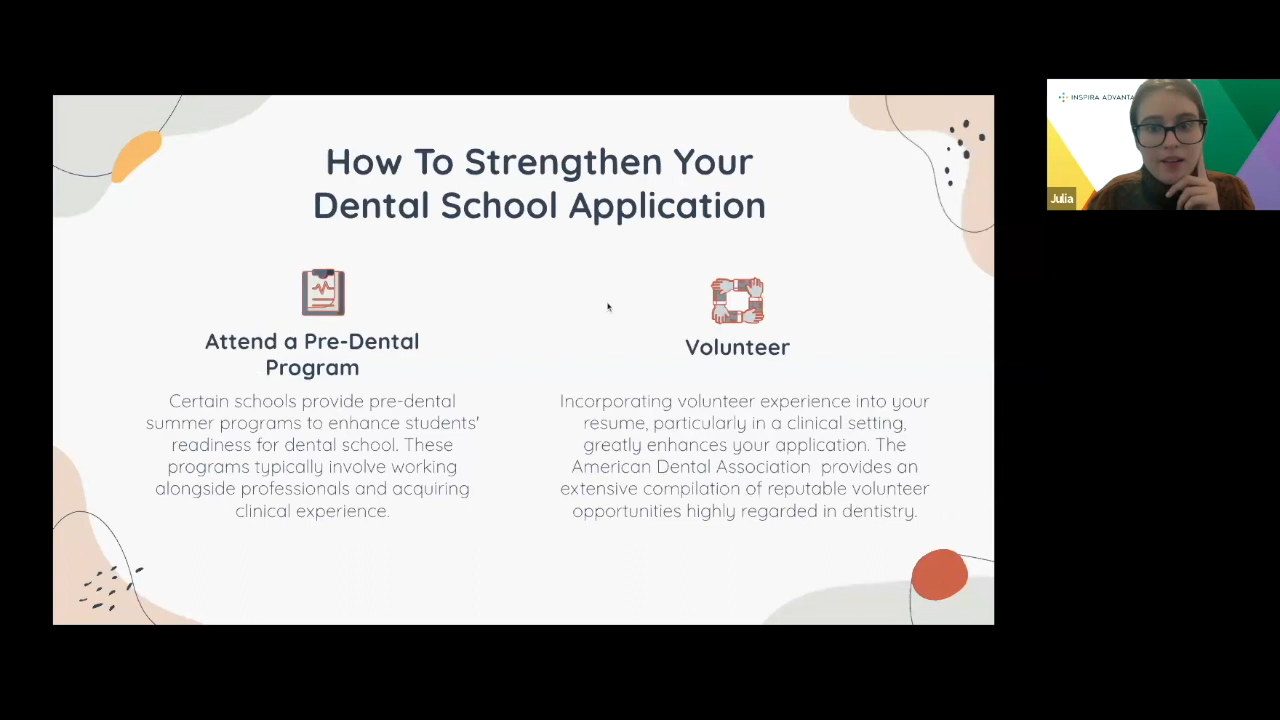 How To Strengthen Your
Dental School Application
Attend a Pre-Dental
Program
Certain schools provide pre-dental
summer programs to enhance students'
readiness for dental school. These
programs typically involve working
alongside professionals and acquiring
clinical experience.
Volunteer
Incorporating volunteer experience into your
resume, particularly in a clinical setting,
greatly enhances your application. The
American Dental Association provides an
extensive compilation of reputable volunteer
opportunities highly regarded in dentistry.
INSPIRA ADVANTA
Julia